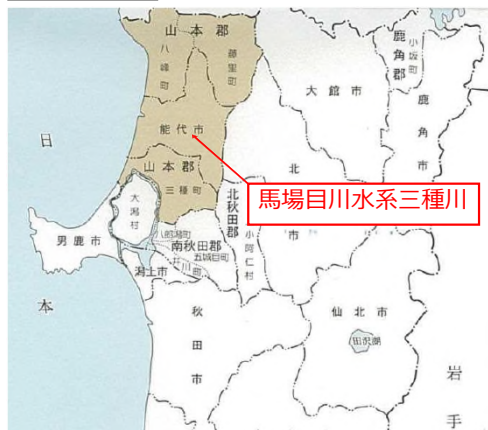 山本郡
八峰町
藤里町
鹿角郡
小坂町
大館市
鹿角市
能代市
山本郡
三種町
北秋田郡
北
市
馬場目川水系三種川
大潟村
男鹿市
八郎潟町
南秋田郡
五城目町
井川町
潟上市
小阿仁村
秋田市
仙北市
田沢湖
日
本
岩
手